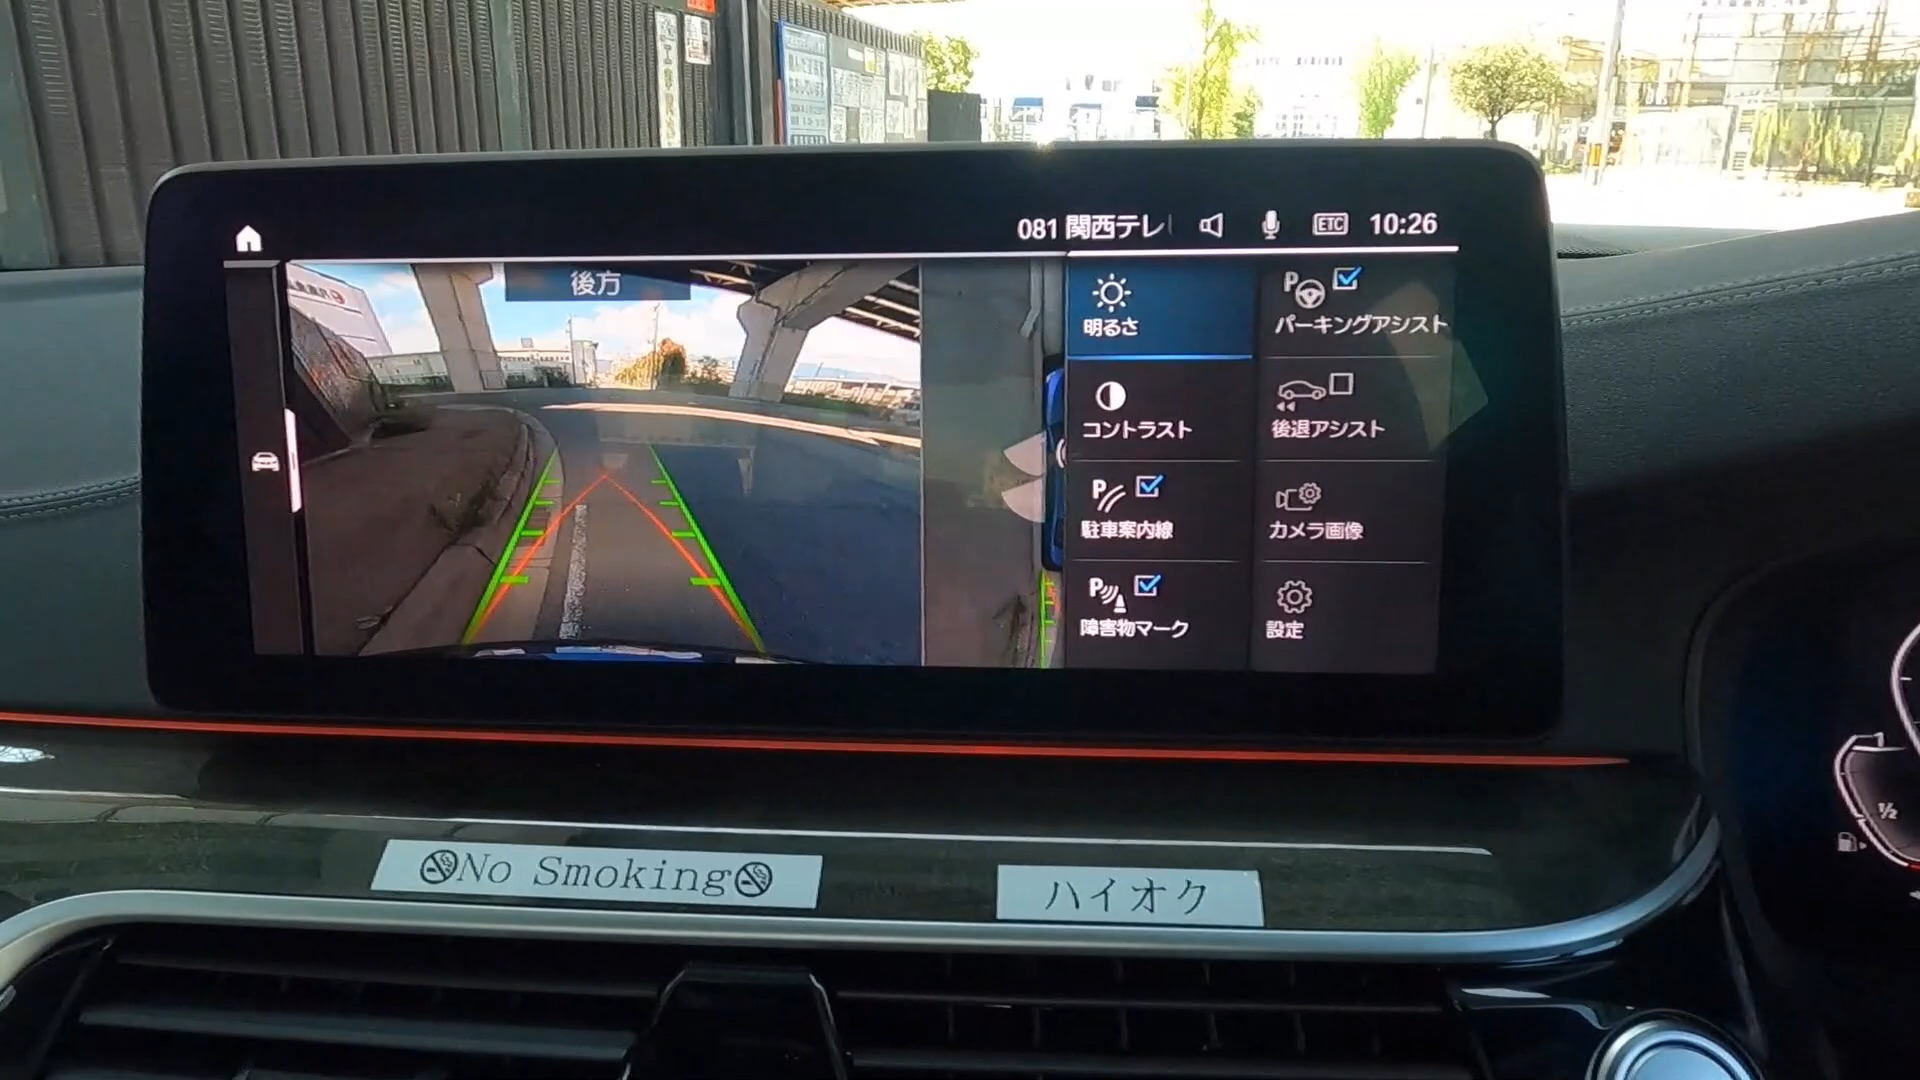 081 関西テレ
ETC
10:26
後方
明るさ
パーキングアシスト
コントラスト
後退アシスト
P
駐車案内線
カメラ画像
P
障害物マーク
設定
No Smoking
ハイオク
1/2